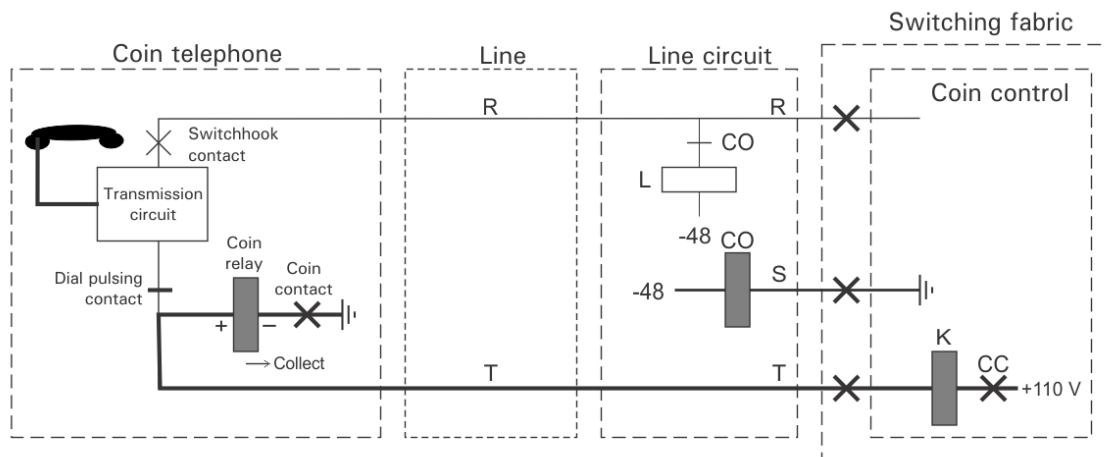 Switching fabric
Coin telephone
Line
Line circuit
Coin control
R
R
Switchhook
contact
CO
Transmission
circuit
L
-48
CO
Coin
relay
Coin
contact
Dial pulsing
contact
-48
S
+
–
→ Collect
K
T
T
CC
+110 V